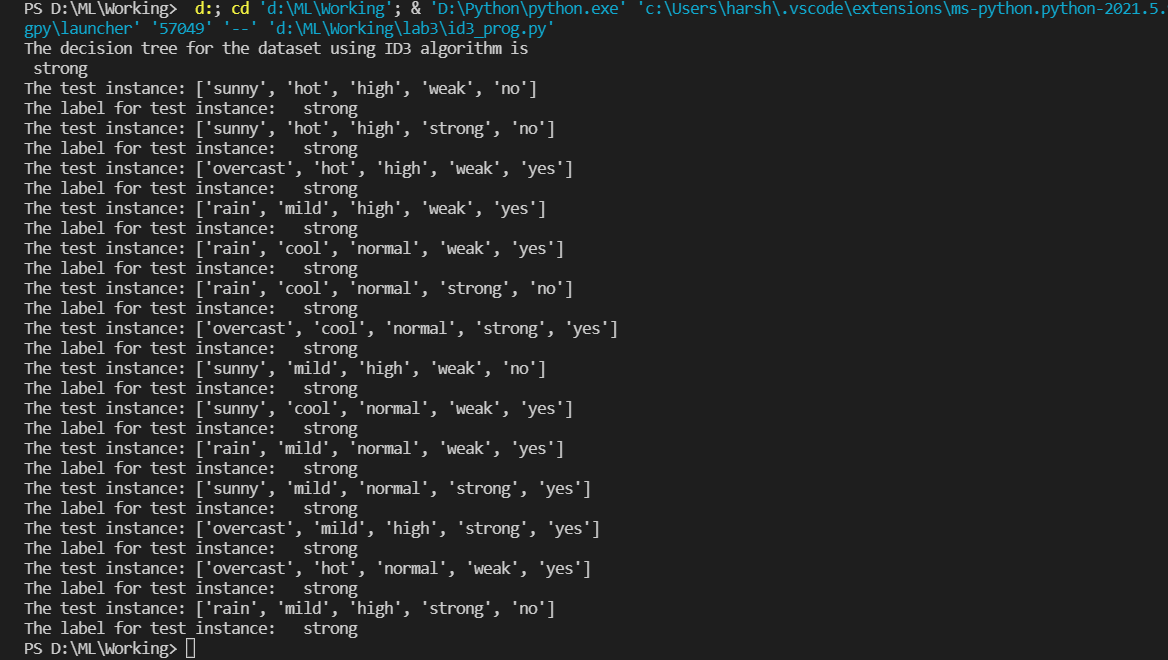 PS D:\ML\Working>  d:; cd 'd:\ML\Working'; & 'D:\Python\python.exe' 'c:\Users\harsh\.vscode\extensions\ms-python.python-2021.5.
gpy\launcher' '57049' '--' 'd:\ML\Working\lab3\id3_prog.py'
The decision tree for the dataset using ID3 algorithm is
 strong
The test instance: ['sunny', 'hot', 'high', 'weak', 'no']
The label for test instance:   strong
The test instance: ['sunny', 'hot', 'high', 'strong', 'no']
The label for test instance:   strong
The test instance: ['overcast', 'hot', 'high', 'weak', 'yes']
The label for test instance:   strong
The test instance: ['rain', 'mild', 'high', 'weak', 'yes']
The label for test instance:   strong
The test instance: ['rain', 'cool', 'normal', 'weak', 'yes']
The label for test instance:   strong
The test instance: ['rain', 'cool', 'normal', 'strong', 'no']
The label for test instance:   strong
The test instance: ['overcast', 'cool', 'normal', 'strong', 'yes']
The label for test instance:   strong
The test instance: ['sunny', 'mild', 'high', 'weak', 'no']
The label for test instance:   strong
The test instance: ['sunny', 'cool', 'normal', 'weak', 'yes']
The label for test instance:   strong
The test instance: ['rain', 'mild', 'normal', 'weak', 'yes']
The label for test instance:   strong
The test instance: ['sunny', 'mild', 'normal', 'strong', 'yes']
The label for test instance:   strong
The test instance: ['overcast', 'mild', 'high', 'strong', 'yes']
The label for test instance:   strong
The test instance: ['overcast', 'hot', 'normal', 'weak', 'yes']
The label for test instance:   strong
The test instance: ['rain', 'mild', 'high', 'strong', 'no']
The label for test instance:   strong
PS D:\ML\Working>